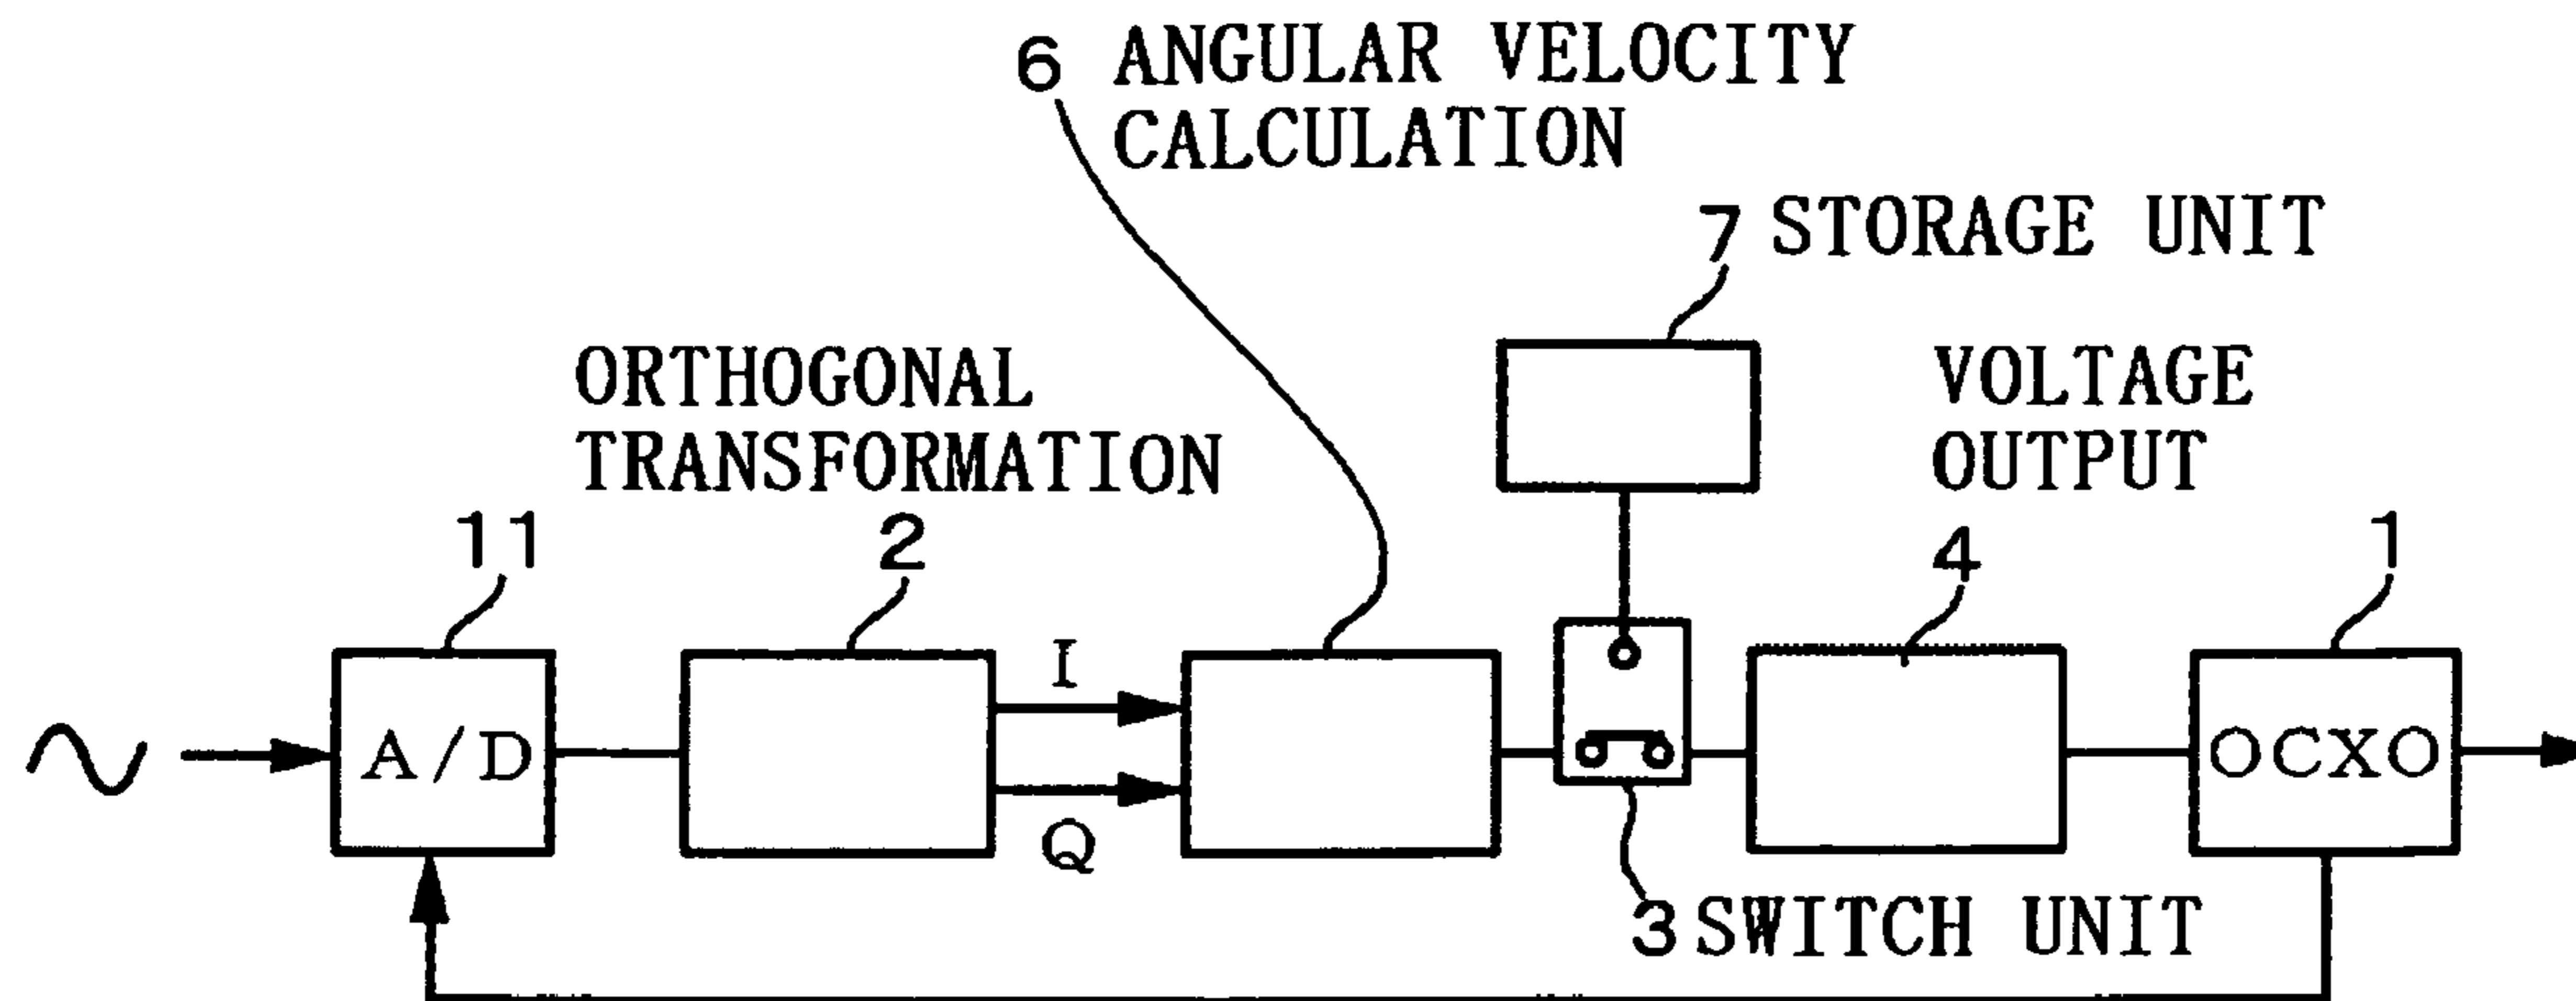 6 ANGULAR VELOCITY
CALCULATION
7 STORAGE UNIT
ORTHOGONAL
TRANSFORMATION
VOLTAGE
OUTPUT
11
2
4
1
I
A/D
OCXO
Q
3 SWITCH UNIT